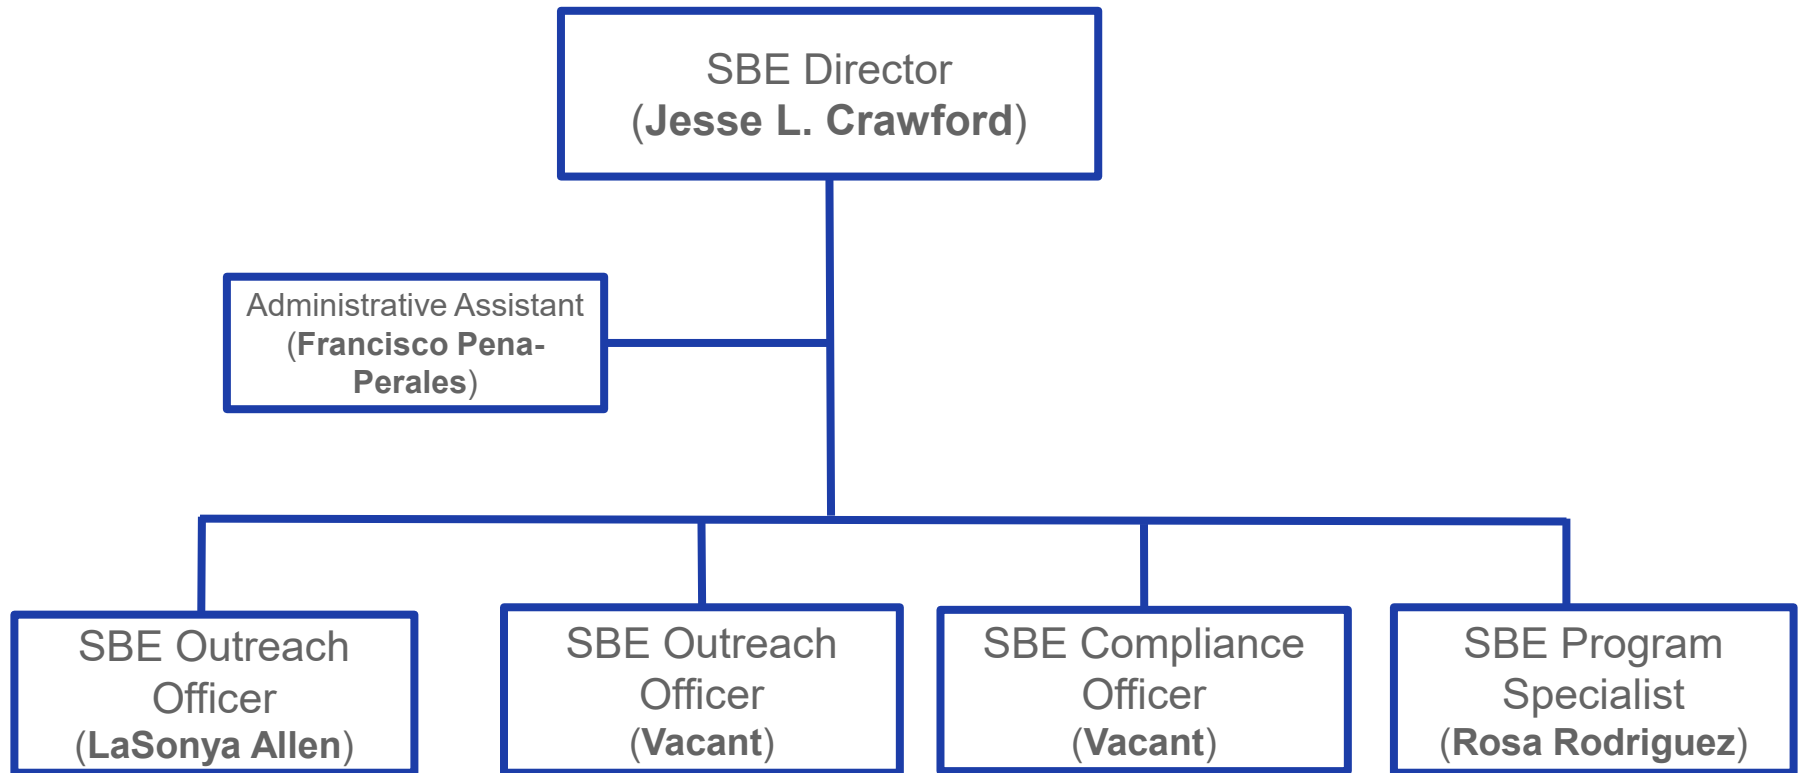 SBE Director
(Jesse L. Crawford)
Administrative Assistant
(Francisco Pena-
Perales)
SBE Outreach
Officer
(LaSonya Allen)
SBE Outreach
Officer
(Vacant)
SBE Compliance
Officer
(Vacant)
SBE Program
Specialist
(Rosa Rodriguez)